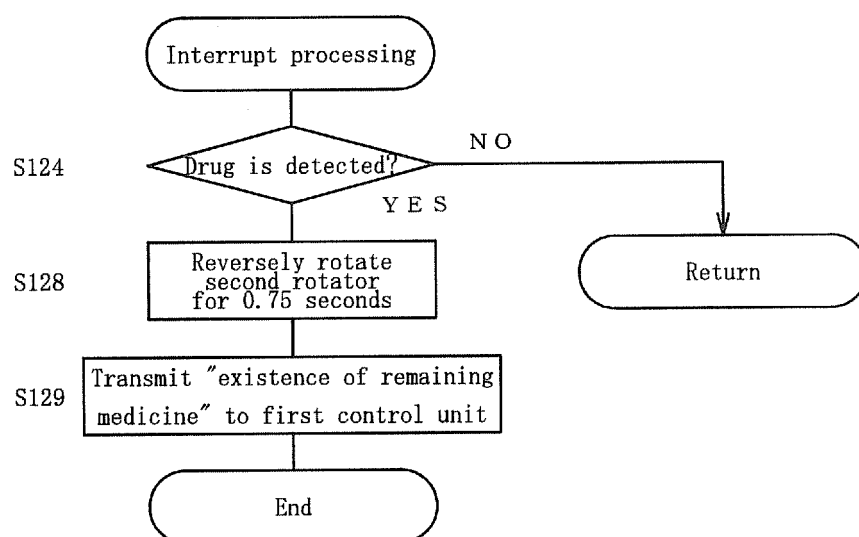 Interrupt processing
S124
Drug is detected?
NO
YES
S128
Reversely rotate
second rotator
for 0.75 seconds
Return
S129
Transmit "existence of remaining
medicine" to first control unit
End